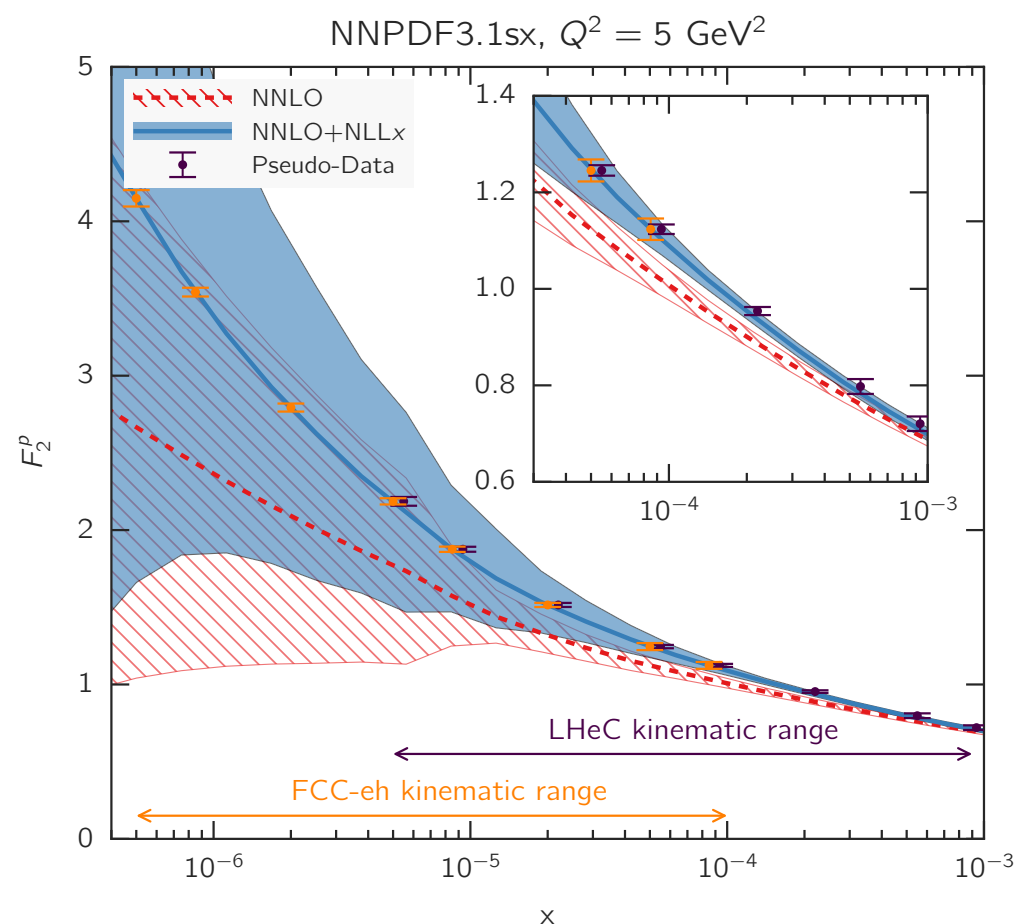 NNPDF3.1sx, Q² = 5 GeV²
5
4
3
2
1
0
F₂ᵖ
NNLO
NNLO+NLLx
Pseudo-Data
1.4
1.2
1.0
0.8
0.6
10⁻⁴
10⁻³
LHeC kinematic range
FCC-eh kinematic range
10⁻⁶
10⁻⁵
10⁻⁴
10⁻³
x